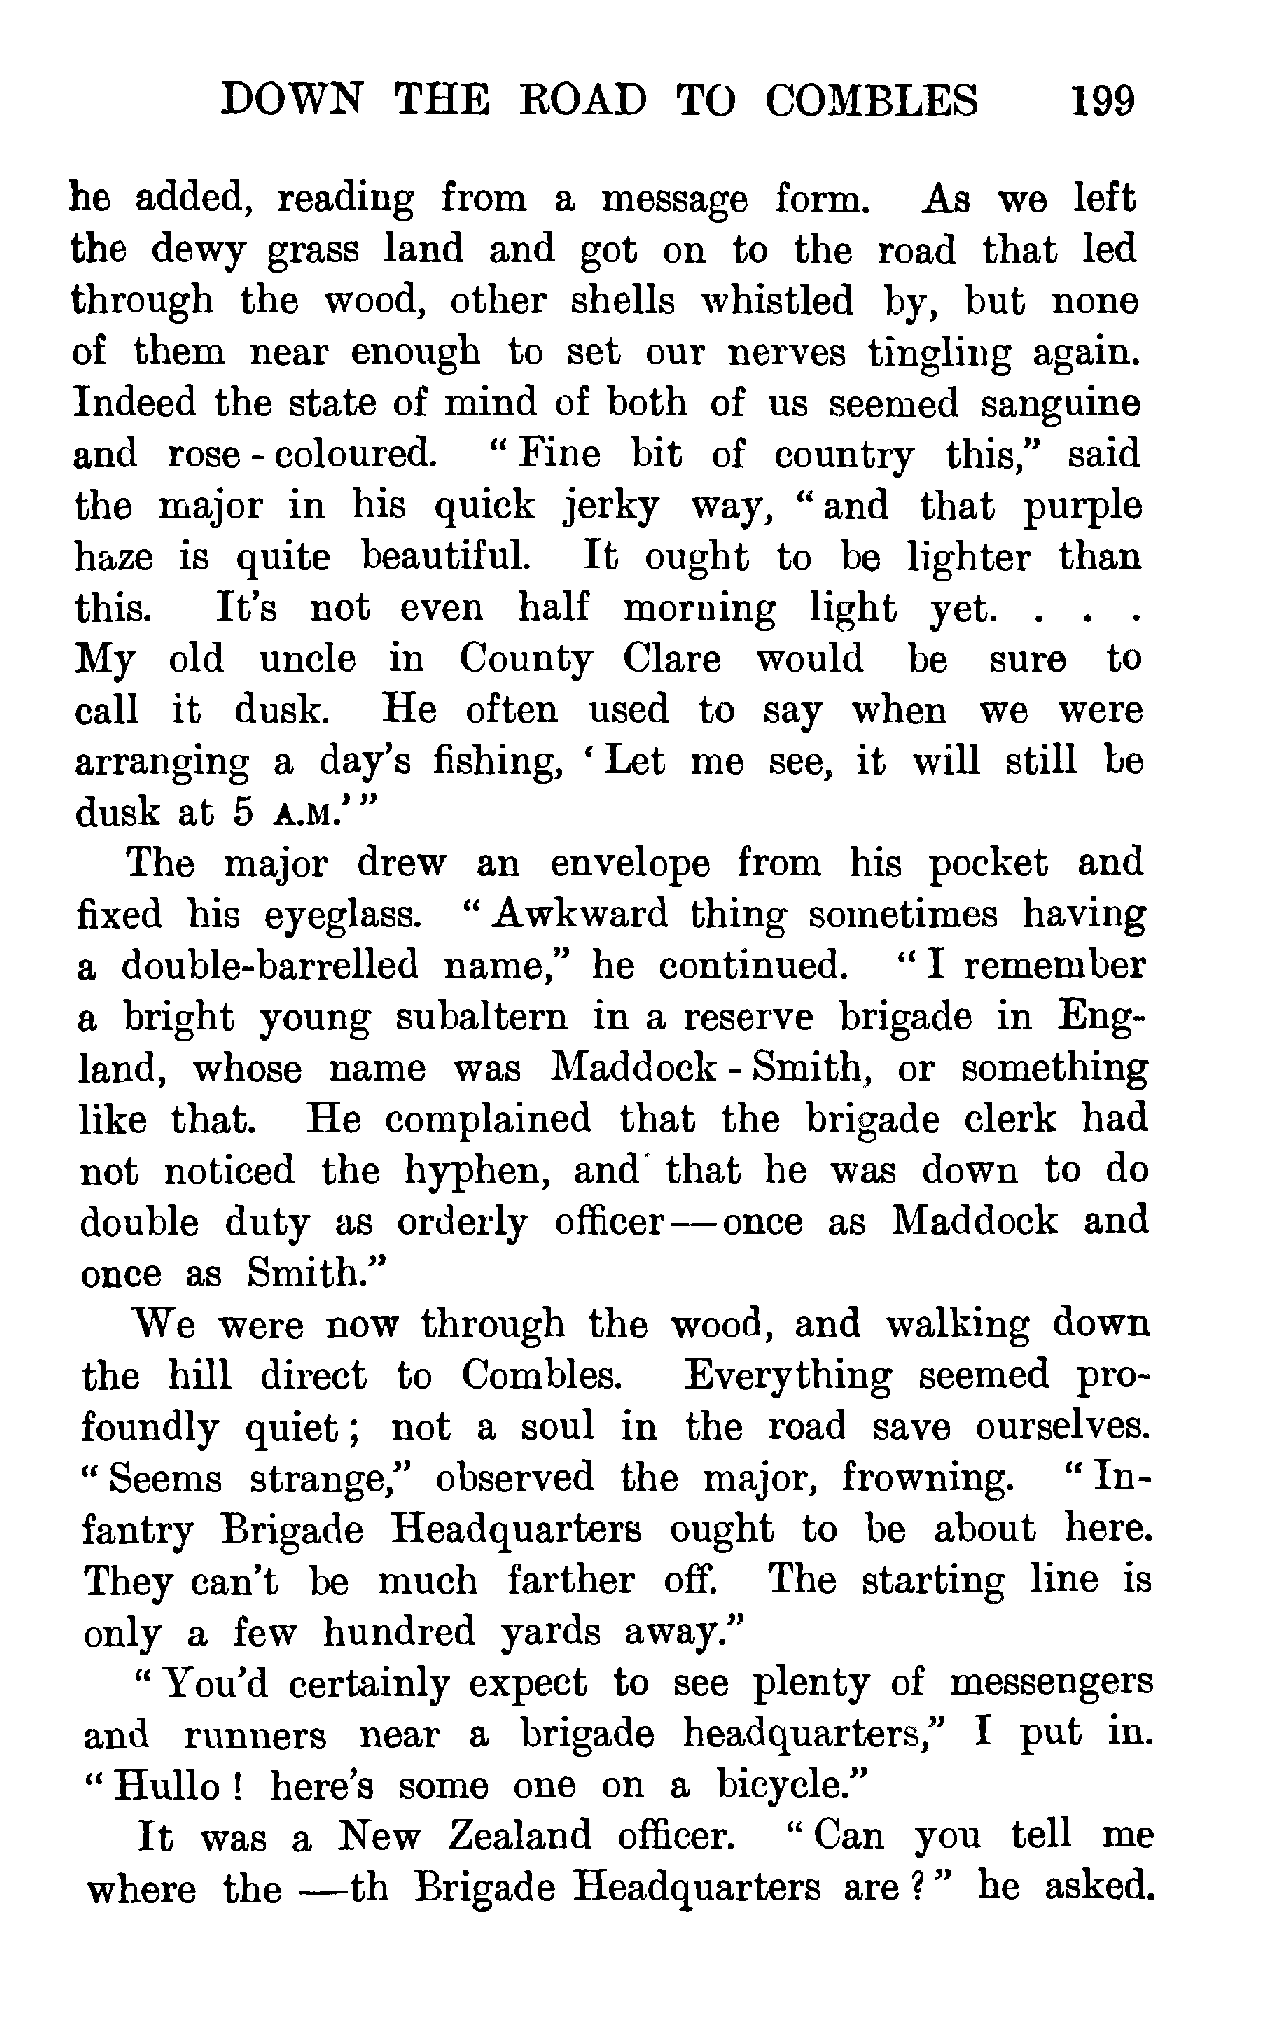 DOWN THE ROAD TO COMBLES 199
he added, reading from a message form. As we left
the dewy grass land and got on to the road that led
through the wood, other shells whistled by, but none
of them near enough to set our nerves tingling again.
Indeed the state of mind of both of us seemed sanguine
and rose-coloured. “Fine bit of country this,” said
the major in his quick jerky way, “and that purple
haze is quite beautiful. It ought to be lighter than
this. It’s not even half morning light yet. . . .
My old uncle in County Clare would be sure to
call it dusk. He often used to say when we were
arranging a day’s fishing, ‘Let me see, it will still be
dusk at 5 A.M.’”
The major drew an envelope from his pocket and
fixed his eyeglass. “Awkward thing sometimes having
a double-barrelled name,” he continued. “I remember
a bright young subaltern in a reserve brigade in Eng-
land, whose name was Maddock-Smith, or something
like that. He complained that the brigade clerk had
not noticed the hyphen, and that he was down to do
double duty as orderly officer—once as Maddock and
once as Smith.”
We were now through the wood, and walking down
the hill direct to Combles. Everything seemed pro-
foundly quiet; not a soul in the road save ourselves.
“Seems strange,” observed the major, frowning. “In-
fantry Brigade Headquarters ought to be about here.
They can’t be much farther off. The starting line is
only a few hundred yards away.”
“You’d certainly expect to see plenty of messengers
and runners near a brigade headquarters,” I put in.
“Hullo! here’s some one on a bicycle.”
It was a New Zealand officer. “Can you tell me
where the —th Brigade Headquarters are?” he asked.